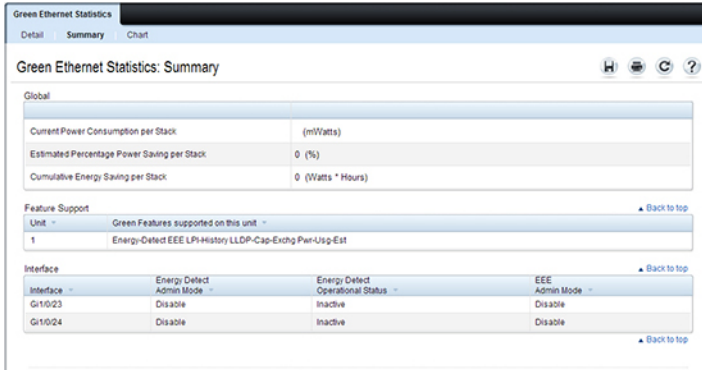 Green Ethernet Statistics
Detail Summary Chart
Green Ethernet Statistics: Summary
?
Global
Current Power Consumption per Stack (mWatts)
Estimated Percentage Power Saving per Stack 0 (%)
Cumulative Energy Saving per Stack 0 (Watts * Hours)
Feature Support Back to top
Unit Green Features supported on this unit
1 Energy-Detect EEE LPI-History LLDP-Cap-Exchg Pwr-Usg-Est
Interface Back to top
Energy Detect Energy Detect EEE
Interface Admin Mode Operational Status Admin Mode
Gi1/0/23 Disable Inactive Disable
Gi1/0/24 Disable Inactive Disable
Back to top